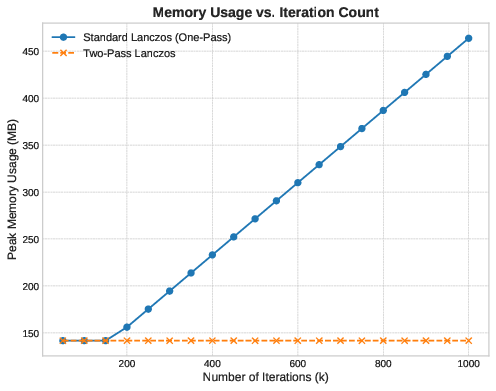 Memory Usage vs. Iteration Count
Standard Lanczos (One-Pass)
Two-Pass Lanczos
Peak Memory Usage (MB)
450
400
350
300
250
200
150
200
400
600
800
1000
Number of Iterations (k)